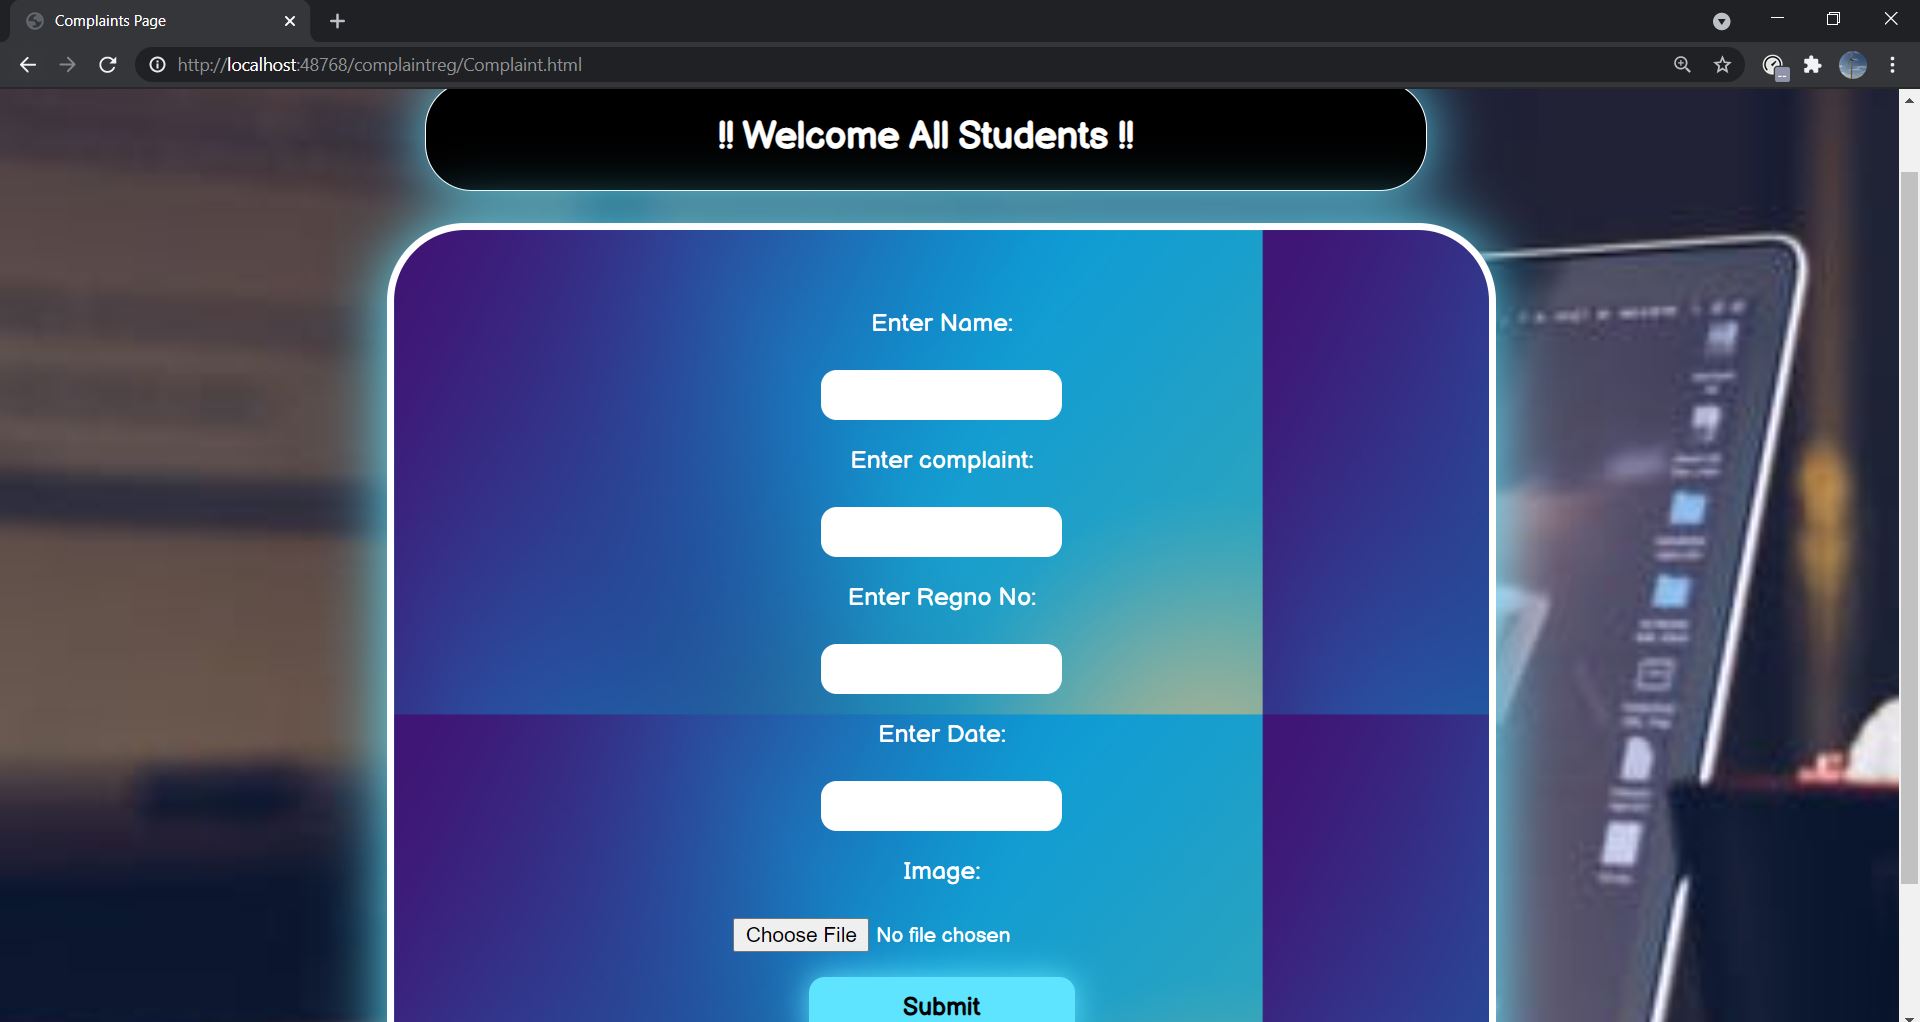 Complaints Page
http://localhost:48768/complaintreg/Complaint.html
!! Welcome All Students !!
Enter Name:
Enter complaint:
Enter Regno No:
Enter Date:
Image:
Choose File No file chosen
Submit